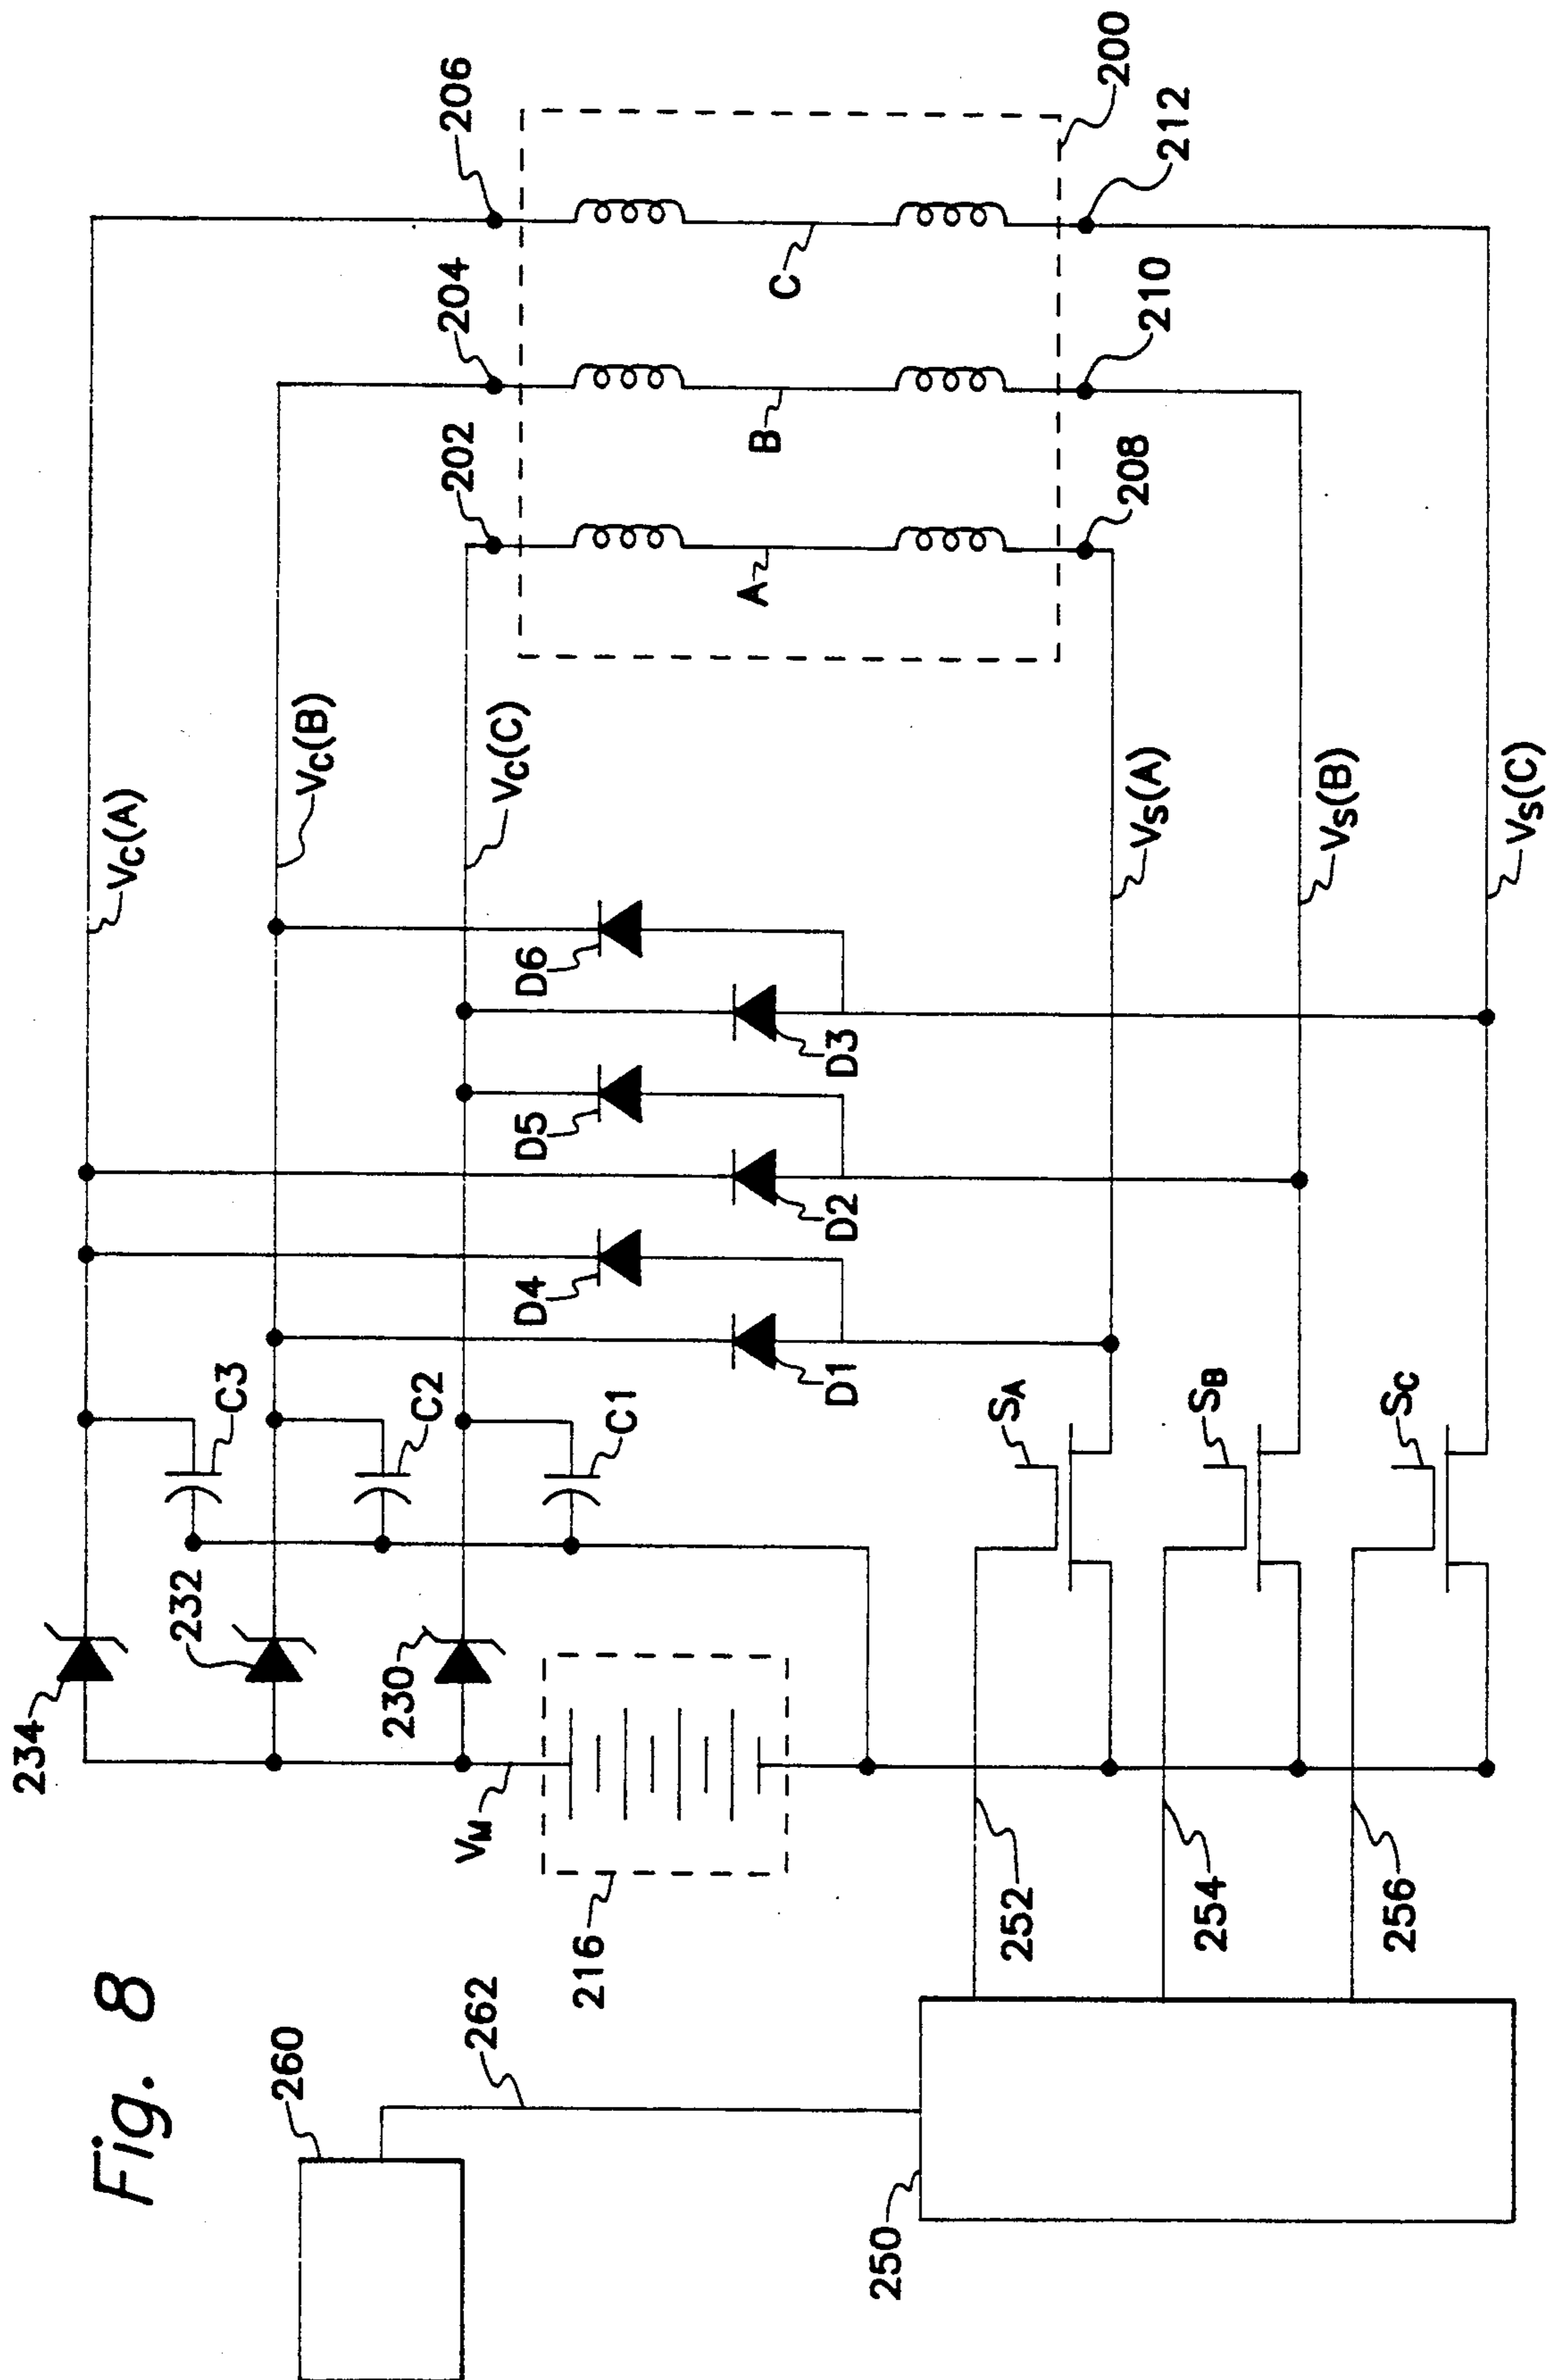 Fig. 8
260
262
250
252
254
256
216
VM
234
232
230
C3
C2
C1
SA
SB
SC
D1
D4
D2
D5
D3
D6
VC(A)
VC(B)
VC(C)
VS(A)
VS(B)
VS(C)
202
204
206
A
B
C
208
210
212
200